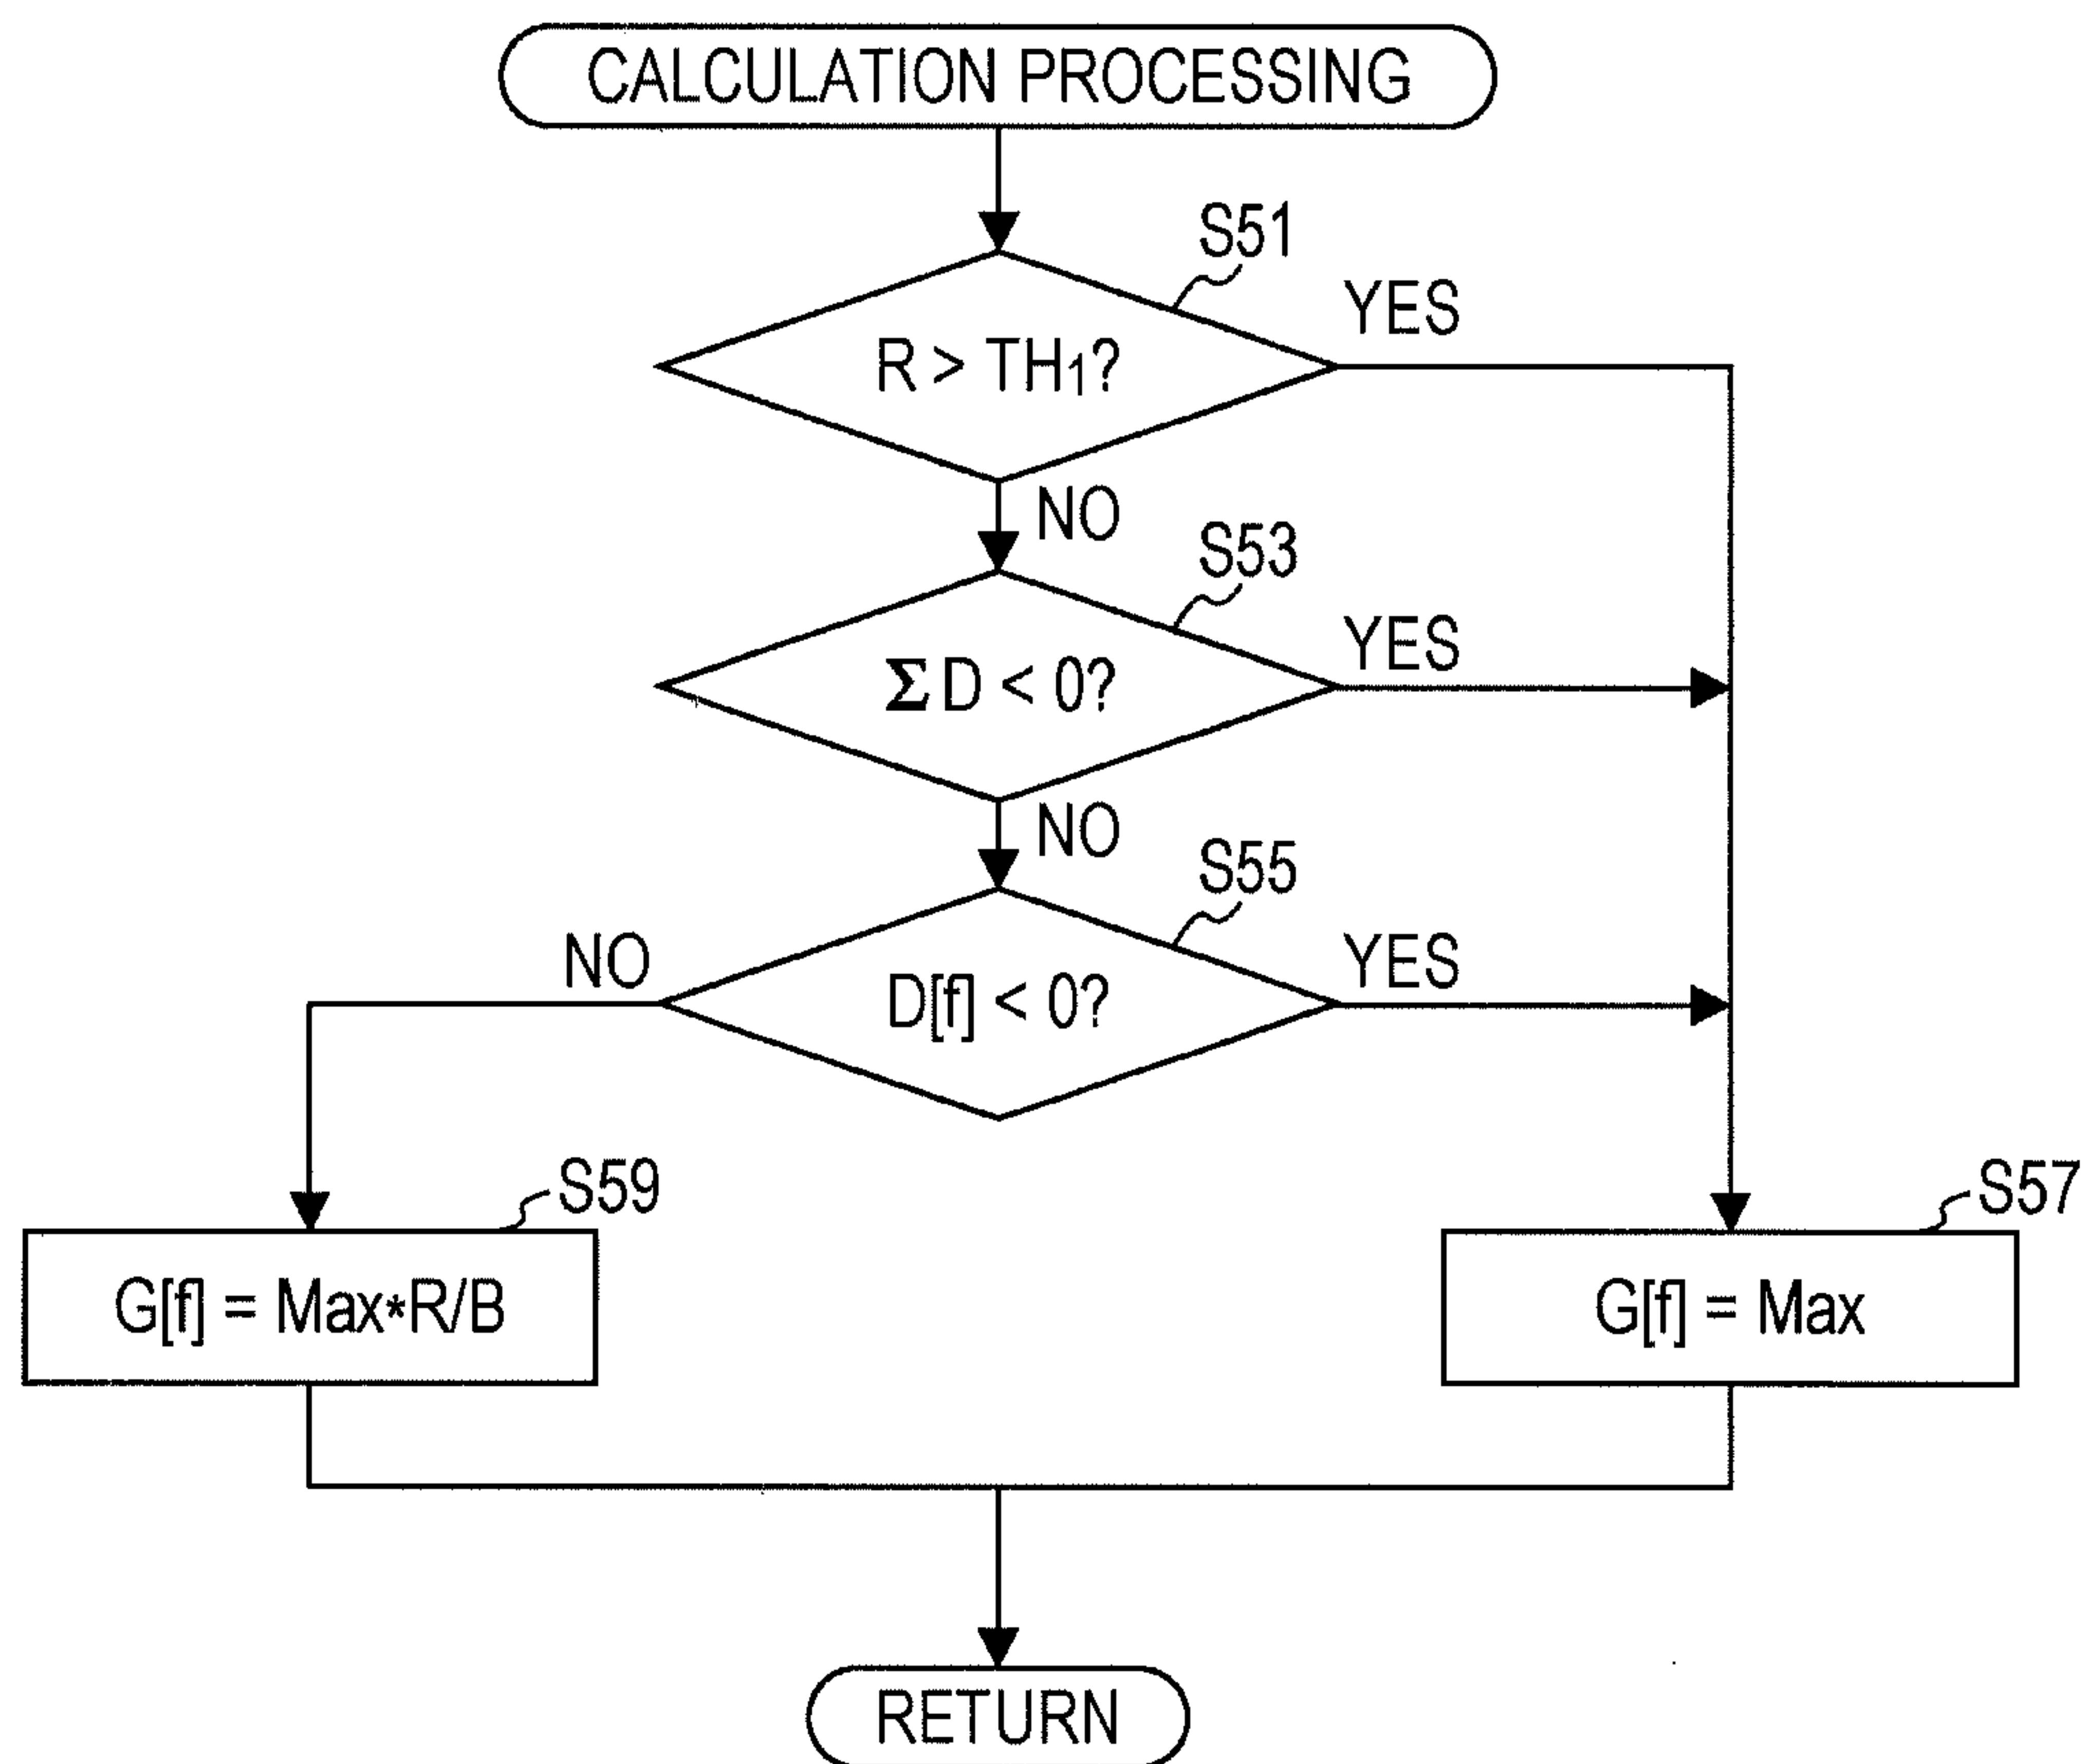 CALCULATION PROCESSING
S51
R > TH₁?
YES
NO
S53
ΣD < 0?
YES
NO
S55
D[f] < 0?
NO
YES
S59
G[f] = Max*R/B
S57
G[f] = Max
RETURN